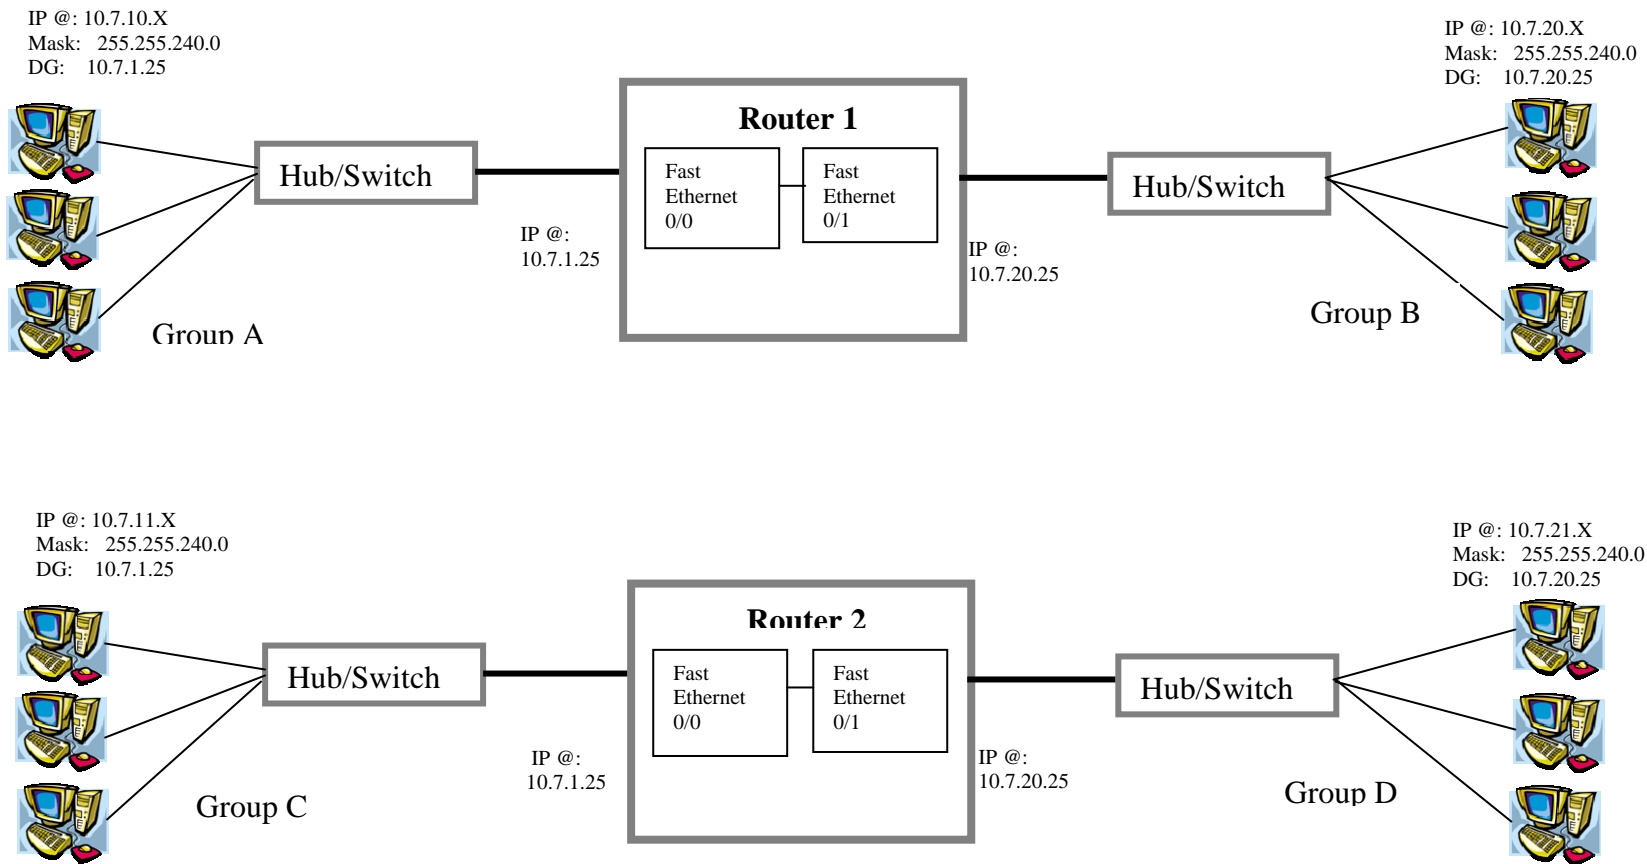 IP @: 10.7.10.X
Mask: 255.255.240.0
DG: 10.7.1.25
IP @: 10.7.20.X
Mask: 255.255.240.0
DG: 10.7.20.25
Router 1
Hub/Switch
Fast
Ethernet
0/0
Fast
Ethernet
0/1
Hub/Switch
IP @:
10.7.1.25
IP @:
10.7.20.25
Group A
Group B
IP @: 10.7.11.X
Mask: 255.255.240.0
DG: 10.7.1.25
IP @: 10.7.21.X
Mask: 255.255.240.0
DG: 10.7.20.25
Router 2
Hub/Switch
Fast
Ethernet
0/0
Fast
Ethernet
0/1
Hub/Switch
IP @:
10.7.1.25
IP @:
10.7.20.25
Group C
Group D